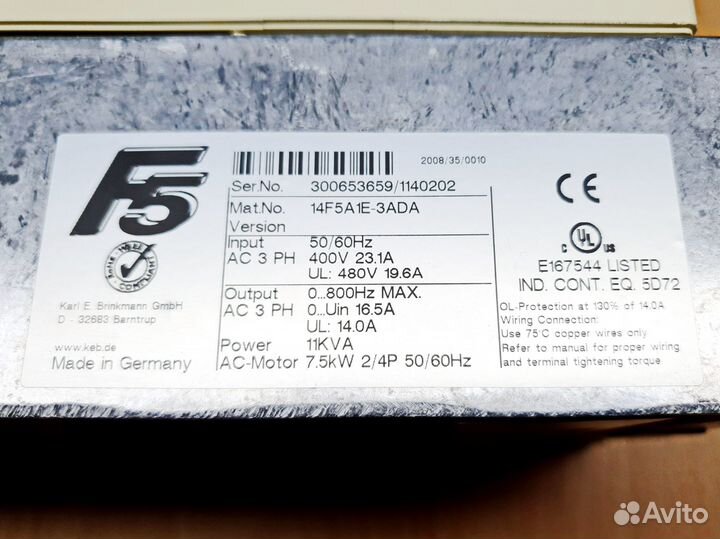 F5
2008/35/0010
Ser.No. 300653659/1140202
Mat.No. 14F5A1E-3ADA
Version
Input 50/60Hz
AC 3 PH 400V 23.1A
UL: 480V 19.6A
Output 0...800Hz MAX.
AC 3 PH 0...Uin 16.5A
UL: 14.0A
Power 11KVA
AC-Motor 7.5kW 2/4P 50/60Hz
RoHS
COMPLIANT
Karl E. Brinkmann GmbH
D - 32683 Barntrup
www.keb.de
Made in Germany
CE
C UL US
E167544 LISTED
IND. CONT. EQ. 5D72
OL-Protection at 130% of 14.0A
Wiring Connection:
Use 75°C copper wires only
Refer to manual for proper wiring
and terminal tightening torque
Avito